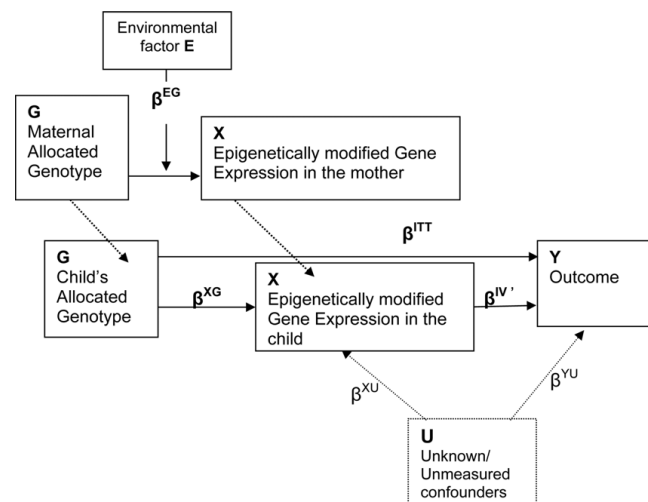 Environmental
factor E
β^EG
G
Maternal
Allocated
Genotype
X
Epigenetically modified Gene
Expression in the mother
β^ITT
G
Child's
Allocated
Genotype
β^XG
X
Epigenetically modified
Gene Expression in the
child
β^IV '
Y
Outcome
β^XU
β^YU
U
Unknown/
Unmeasured
confounders